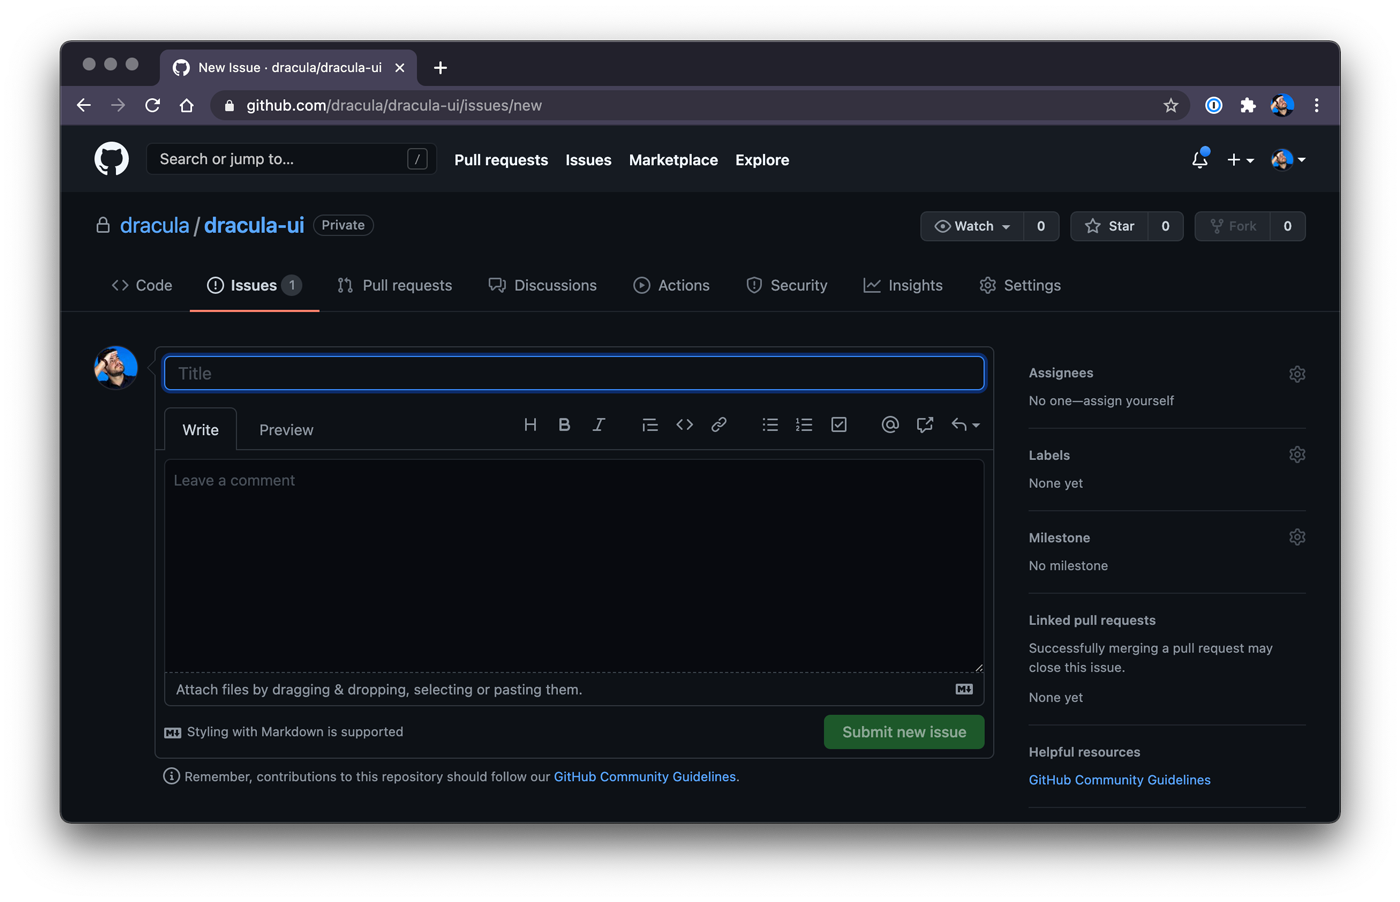 New Issue · dracula/dracula-ui
github.com/dracula/dracula-ui/issues/new
Search or jump to... /
Pull requests Issues Marketplace Explore
dracula / dracula-ui Private
Watch 0 Star 0 Fork 0
Code Issues 1 Pull requests Discussions Actions Security Insights Settings
Title
Write Preview
H B I
Leave a comment
Attach files by dragging & dropping, selecting or pasting them.
Styling with Markdown is supported
Submit new issue
Remember, contributions to this repository should follow our GitHub Community Guidelines.
Assignees
No one—assign yourself
Labels
None yet
Milestone
No milestone
Linked pull requests
Successfully merging a pull request may
close this issue.
None yet
Helpful resources
GitHub Community Guidelines